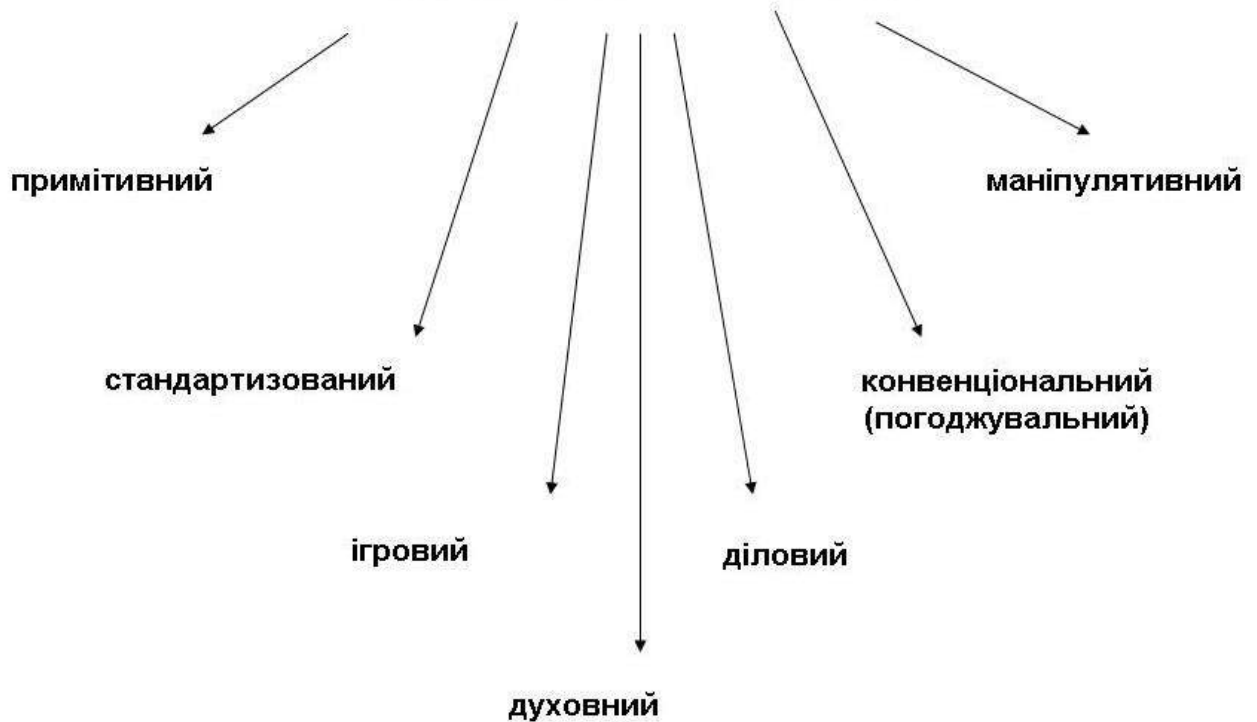 примітивний
маніпулятивний
стандартизований
конвенціональний
(погоджувальний)
ігровий
діловий
духовний